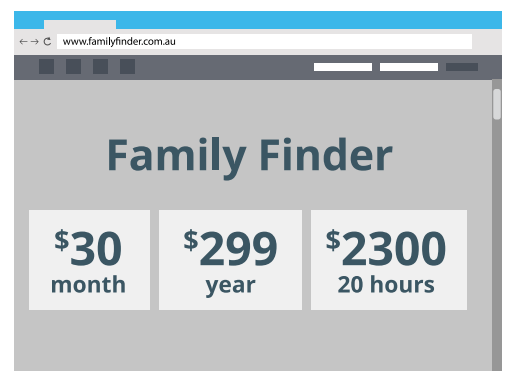 www.familyfinder.com.au
Family Finder
$30
month
$299
year
$2300
20 hours